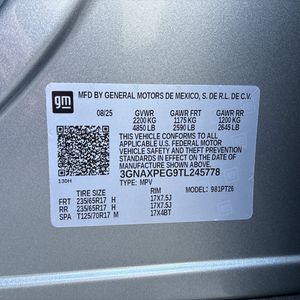 gm
MFD BY GENERAL MOTORS DE MEXICO, S. DE R.L. DE C.V.
08/25 GVWR GAWR FRT GAWR RR
2200 KG 1175 KG 1200 KG
4850 LB 2590 LB 2645 LB
THIS VEHICLE CONFORMS TO ALL
APPLICABLE U.S. FEDERAL MOTOR
VEHICLE SAFETY, BUMPER, AND THEFT
PREVENTION STANDARDS IN EFFECT
ON THE DATE OF MANUFACTURE
SHOWN ABOVE.
3GNAXPEG9TL245778
130H TYPE: MPV
TIRE SIZE RIM MODEL: 981PT26
FRT 235/65R17 H 17X7.5J
RR 235/65R17 H 17X7.5J
SPA T125/70R17 M 17X4BT